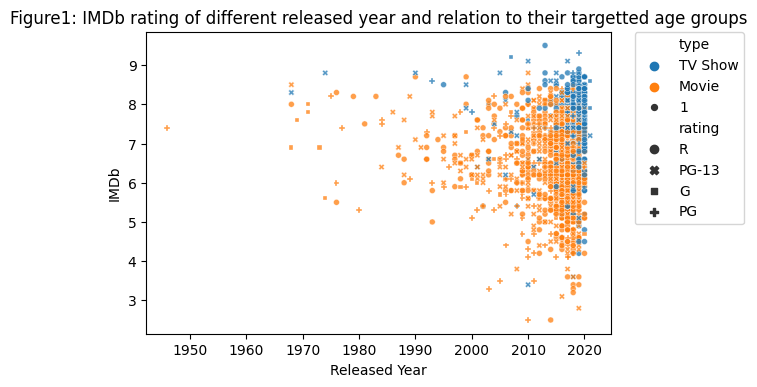 Figure1: IMDb rating of different released year and relation to their targetted age groups
IMDb
9
8
7
6
5
4
3
1950
1960
1970
1980
1990
2000
2010
2020
Released Year
type
TV Show
Movie
1
rating
R
PG-13
G
PG